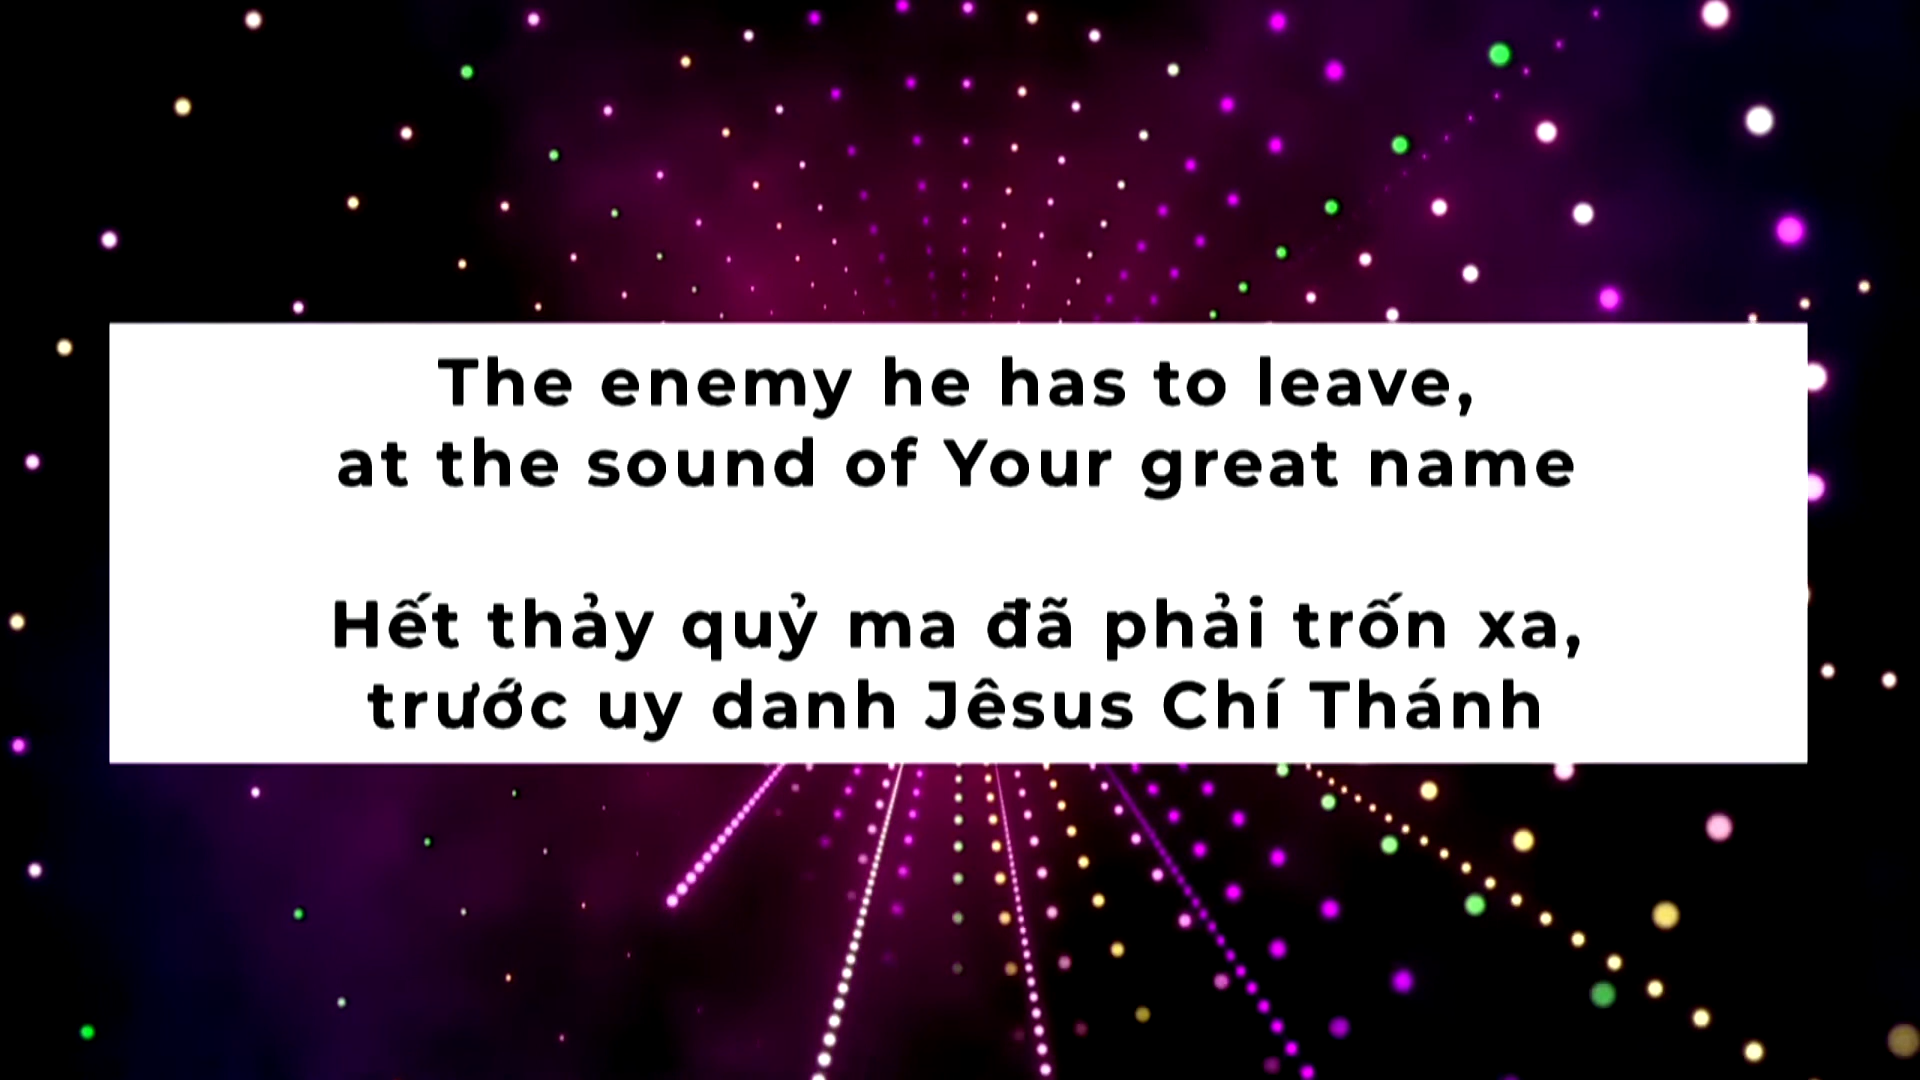 The enemy he has to leave,
at the sound of Your great name
Hết thảy quỷ ma đã phải trốn xa,
trước uy danh Jêsus Chí Thánh